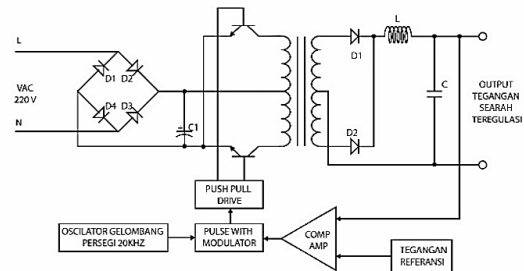 L
VAC
220 V
N
D1 D2
D4 D3
C1
D1
D2
L
C
OUTPUT
TEGANGAN
SEARAH
TEREGULASI
PUSH PULL
DRIVE
OSCILATOR GELOMBANG
PERSEGI 20KHZ
PULSE WITH
MODULATOR
COMP
AMP
TEGANGAN
REFERANSI